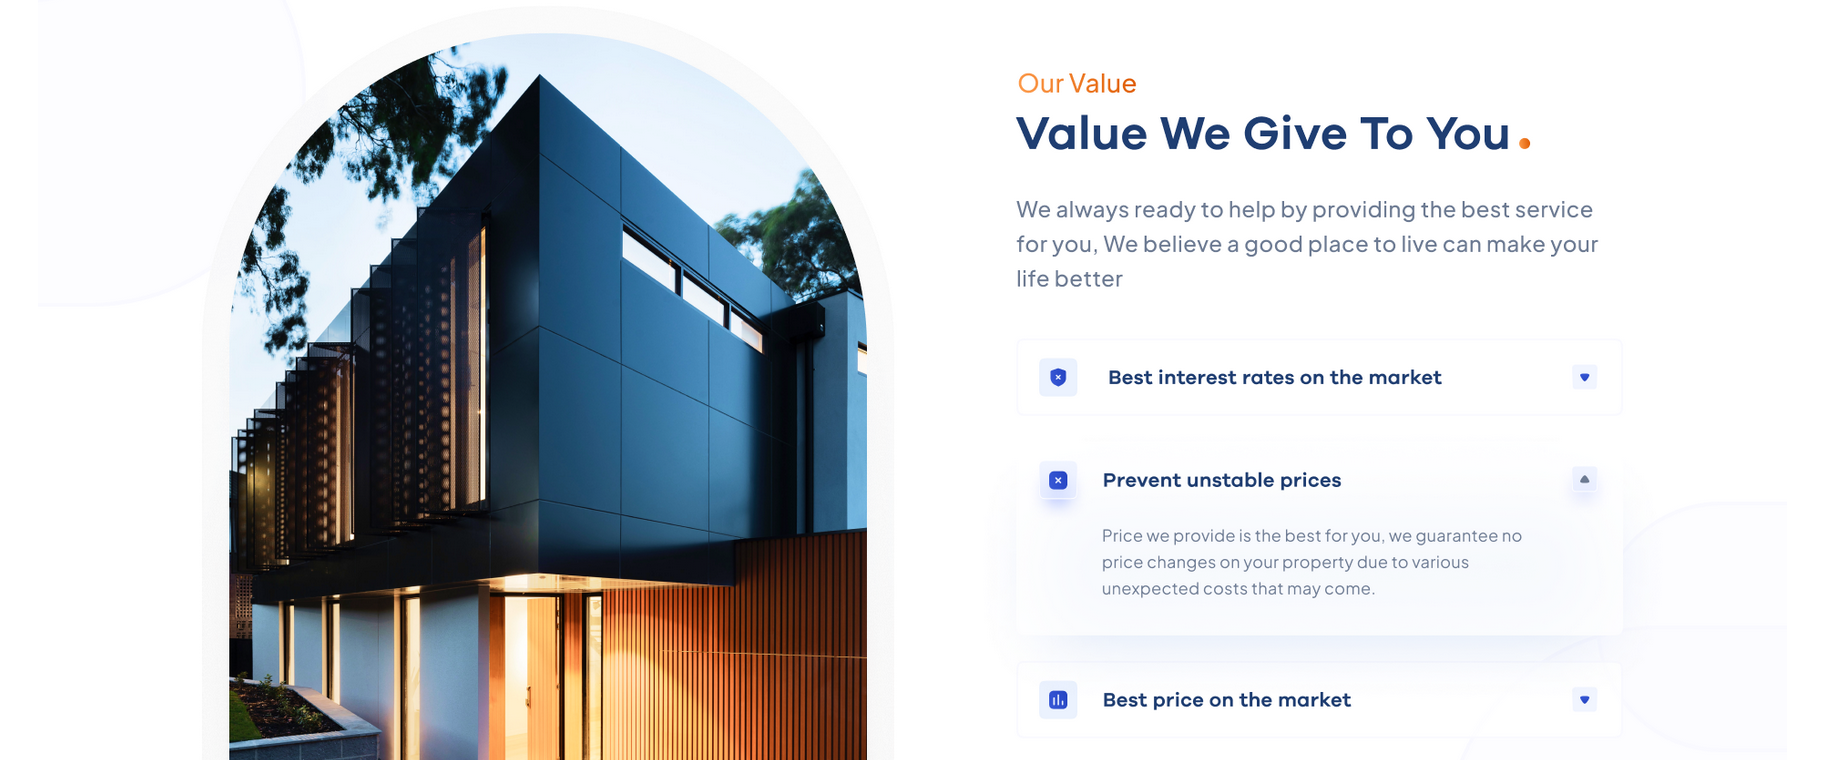 Our Value
Value We Give To You.
We always ready to help by providing the best service
for you, We believe a good place to live can make your
life better
Best interest rates on the market
Prevent unstable prices
Price we provide is the best for you, we guarantee no
price changes on your property due to various
unexpected costs that may come.
Best price on the market